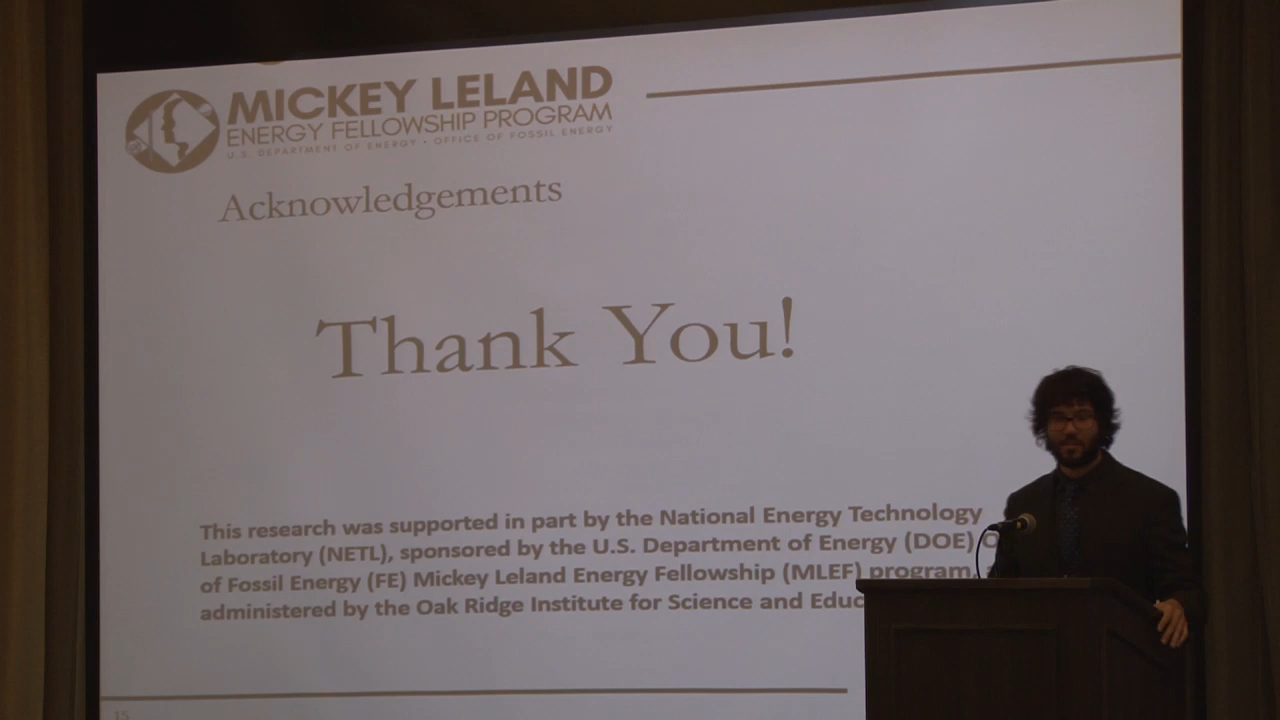 MICKEY LELAND
ENERGY FELLOWSHIP PROGRAM
U.S. DEPARTMENT OF ENERGY • OFFICE OF FOSSIL ENERGY
Acknowledgements
Thank You!
This research was supported in part by the National Energy Technology
Laboratory (NETL), sponsored by the U.S. Department of Energy (DOE)
of Fossil Energy (FE) Mickey Leland Energy Fellowship (MLEF) program,
administered by the Oak Ridge Institute for Science and
15